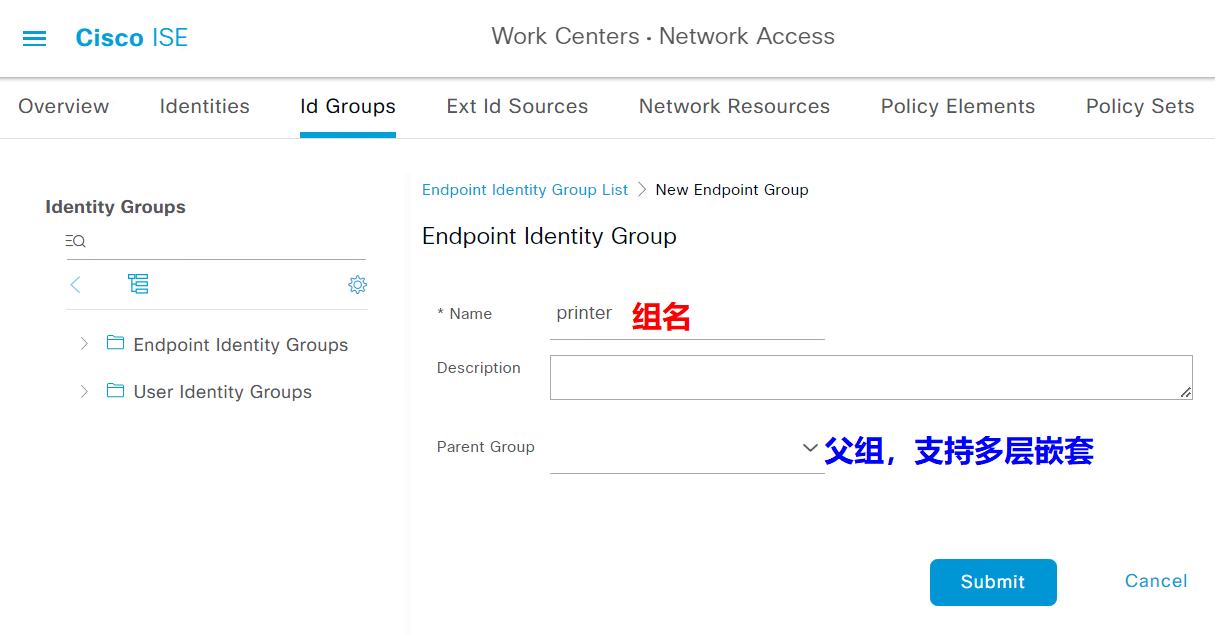 Cisco ISE
Work Centers · Network Access
Overview Identities Id Groups Ext Id Sources Network Resources Policy Elements Policy Sets
Identity Groups
Endpoint Identity Groups
User Identity Groups
Endpoint Identity Group List > New Endpoint Group
Endpoint Identity Group
* Name printer 组名
Description
Parent Group 父组，支持多层嵌套
Submit Cancel